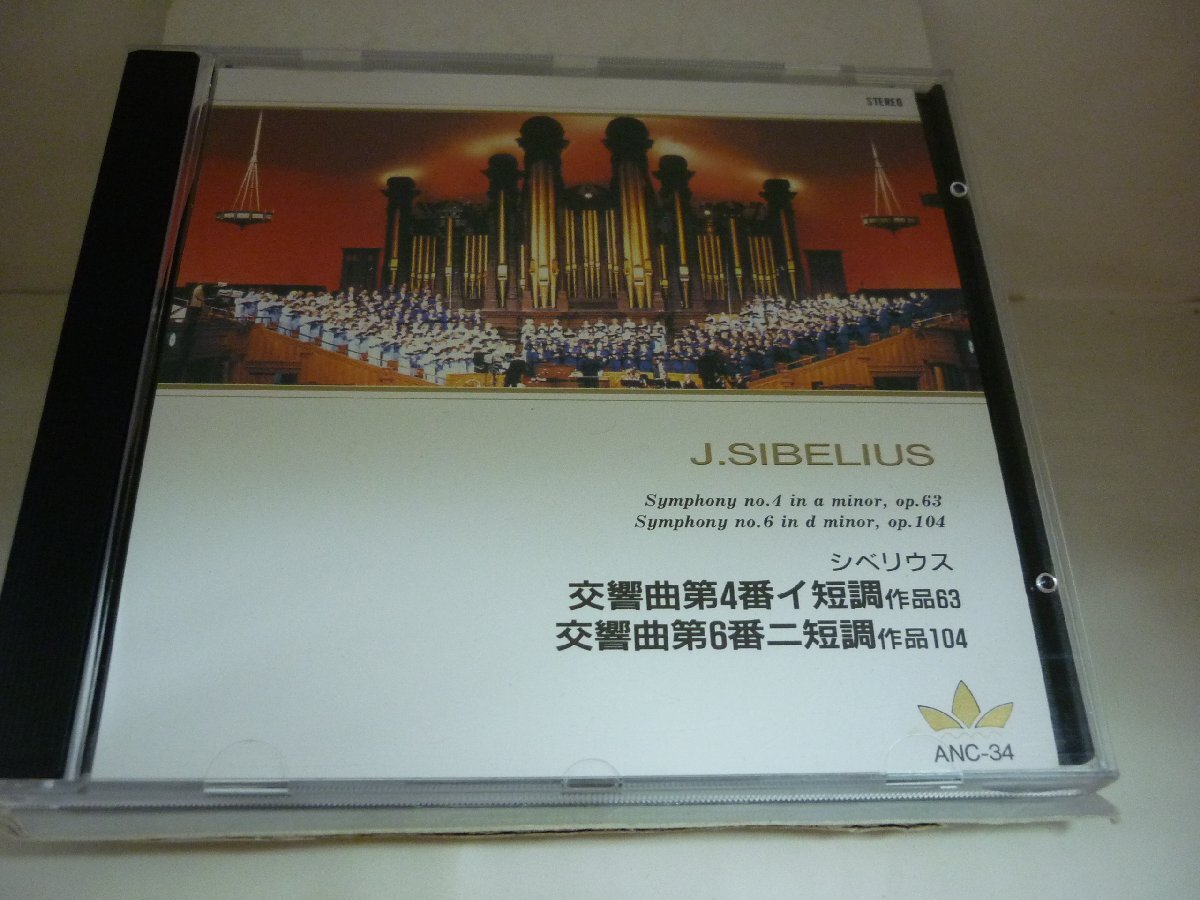 STEREO
J.SIBELIUS
Symphony no.4 in a minor, op.63
Symphony no.6 in d minor, op.104
シベリウス
交響曲第4番イ短調作品63
交響曲第6番ニ短調作品104
ANC-34